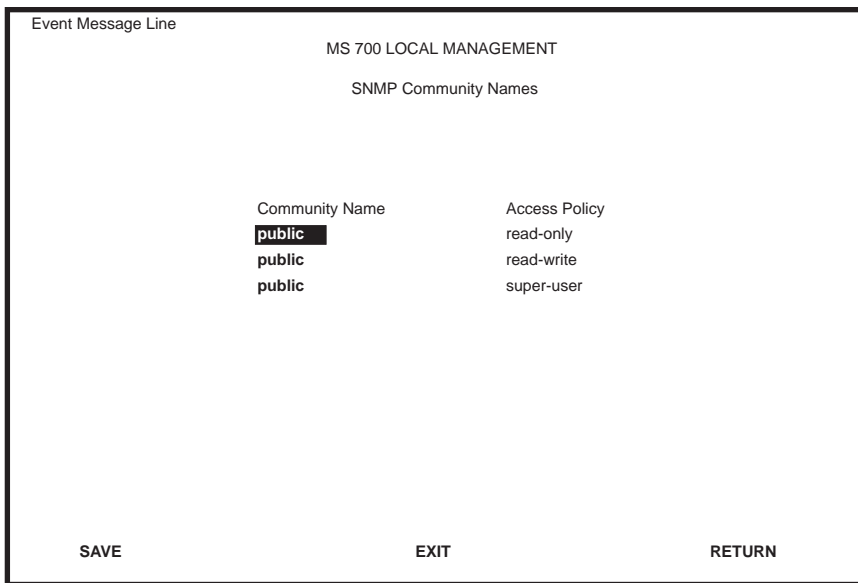 Event Message Line
MS 700 LOCAL MANAGEMENT
SNMP Community Names
Community Name Access Policy
public read-only
public read-write
public super-user
SAVE EXIT RETURN